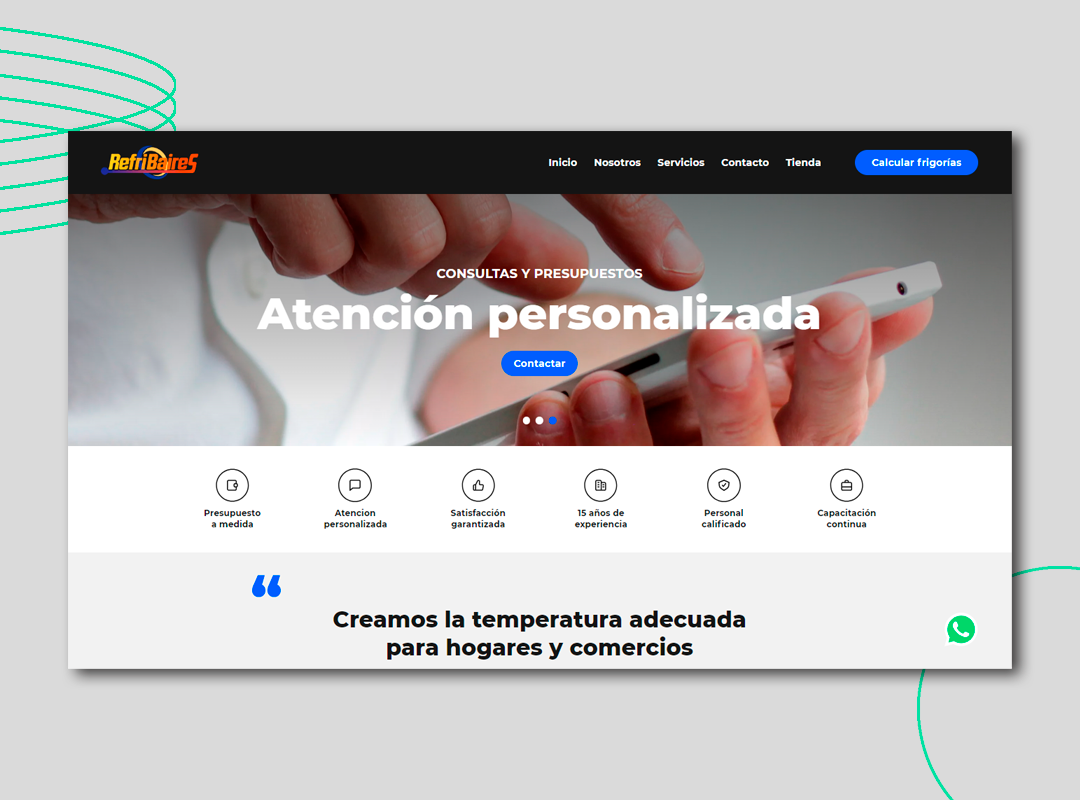 RefriBaireS
Inicio Nosotros Servicios Contacto Tienda Calcular frigorías
CONSULTAS Y PRESUPUESTOS
Atención personalizada
Contactar
Presupuesto
a medida
Atencion
personalizada
Satisfacción
garantizada
15 años de
experiencia
Personal
calificado
Capacitación
continua
“
Creamos la temperatura adecuada
para hogares y comercios